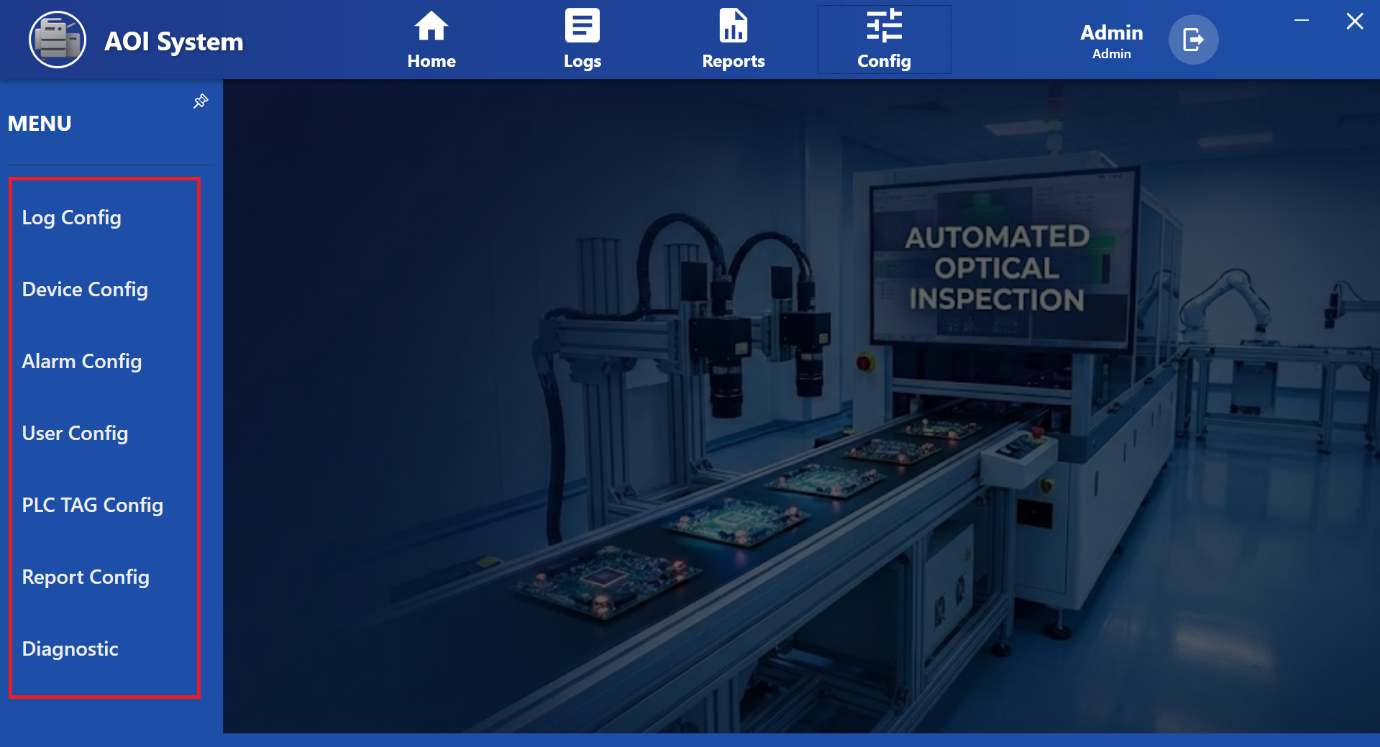 AOI System
Home
Logs
Reports
Config
Admin
Admin
MENU
Log Config
Device Config
Alarm Config
User Config
PLC TAG Config
Report Config
Diagnostic
AUTOMATED
OPTICAL
INSPECTION